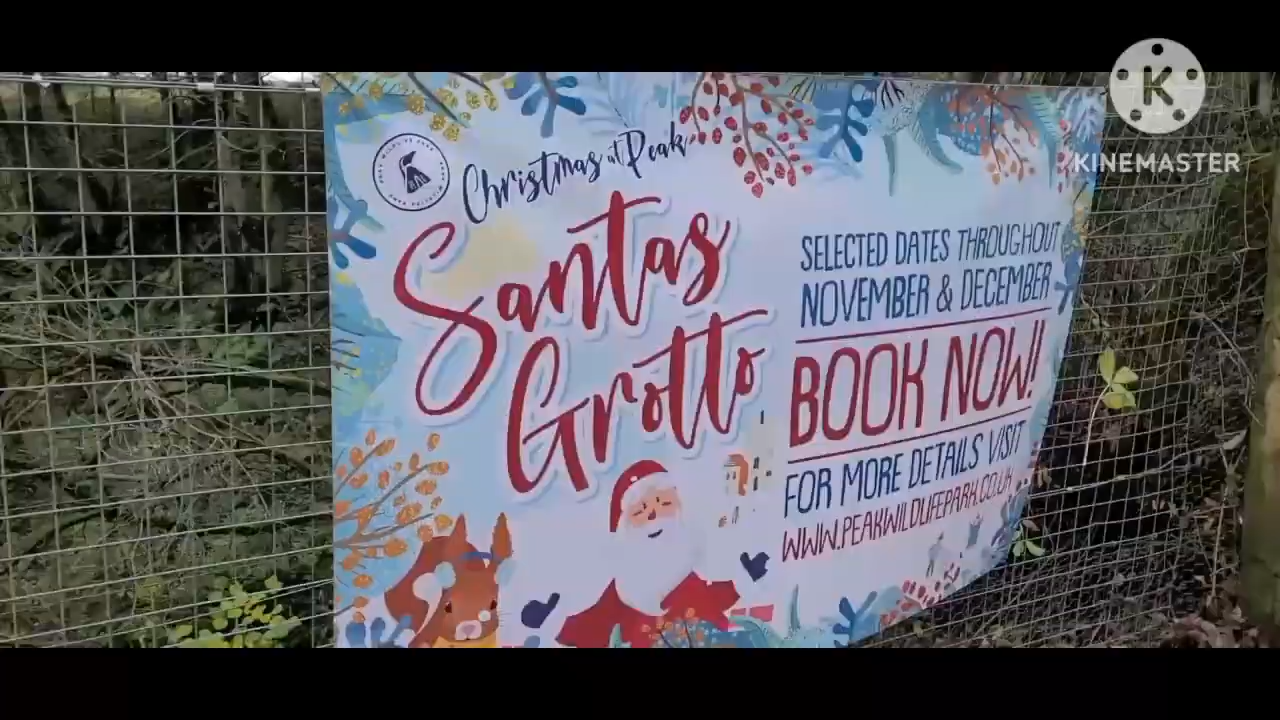 Christmas at Peak
Santas
Grotto
SELECTED DATES THROUGHOUT
NOVEMBER & DECEMBER
BOOK NOW!
FOR MORE DETAILS VISIT
WWW.PEAKWILDLIFEPARK.CO.UK
K
KINEMASTER